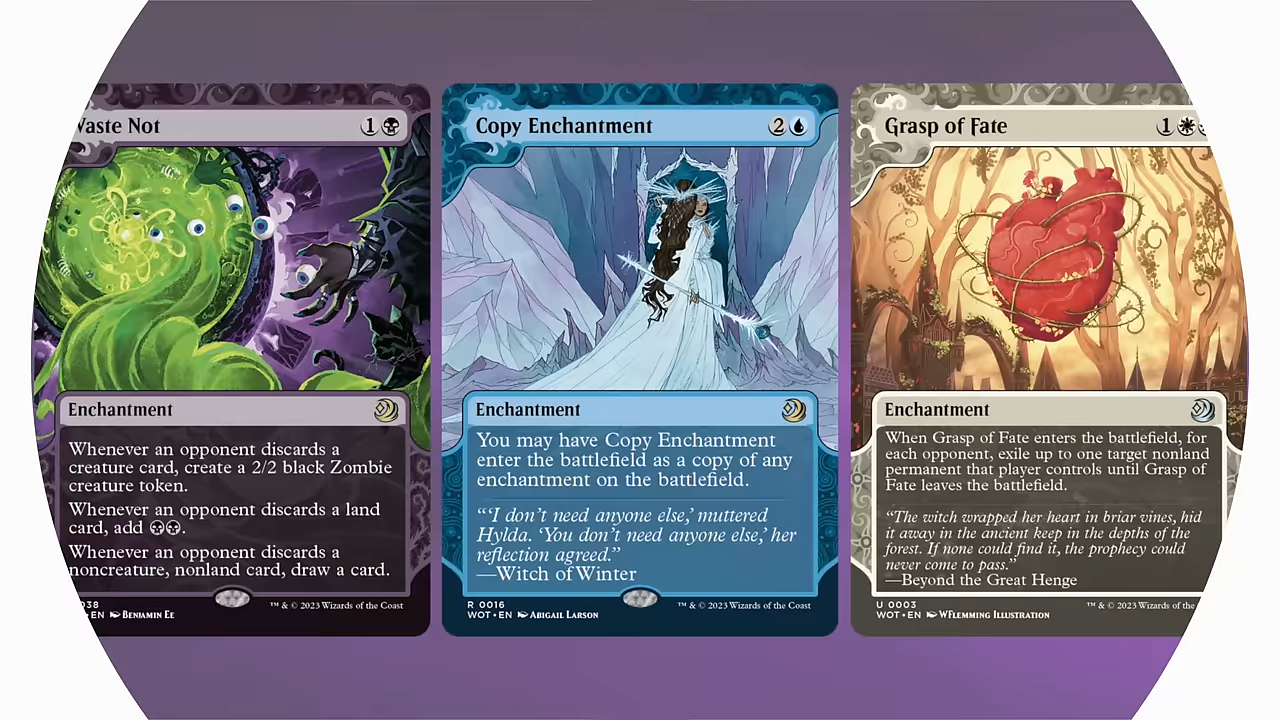 Waste Not
1
Enchantment
Whenever an opponent discards a
creature card, create a 2/2 black Zombie
creature token.
Whenever an opponent discards a land
card, add
Whenever an opponent discards a
noncreature, nonland card, draw a card.
038
EN Benjamin Ee
™ & © 2023 Wizards of the Coast
Copy Enchantment
2
Enchantment
You may have Copy Enchantment
enter the battlefield as a copy of any
enchantment on the battlefield.
“‘I don’t need anyone else,’ muttered
Hylda. ‘You don’t need anyone else,’ her
reflection agreed.”
—Witch of Winter
R 0016
WOT • EN Abigail Larson
™ & © 2023 Wizards of the Coast
Grasp of Fate
1
Enchantment
When Grasp of Fate enters the battlefield, for
each opponent, exile up to one target nonland
permanent that player controls until Grasp of
Fate leaves the battlefield.
“The witch wrapped her heart in briar vines, hid
it away in the ancient keep in the depths of the
forest. If none could find it, the prophecy could
never come to pass.”
—Beyond the Great Henge
U 0003
WOT • EN WFlemming Illustration
™ & © 2023 Wizards of the